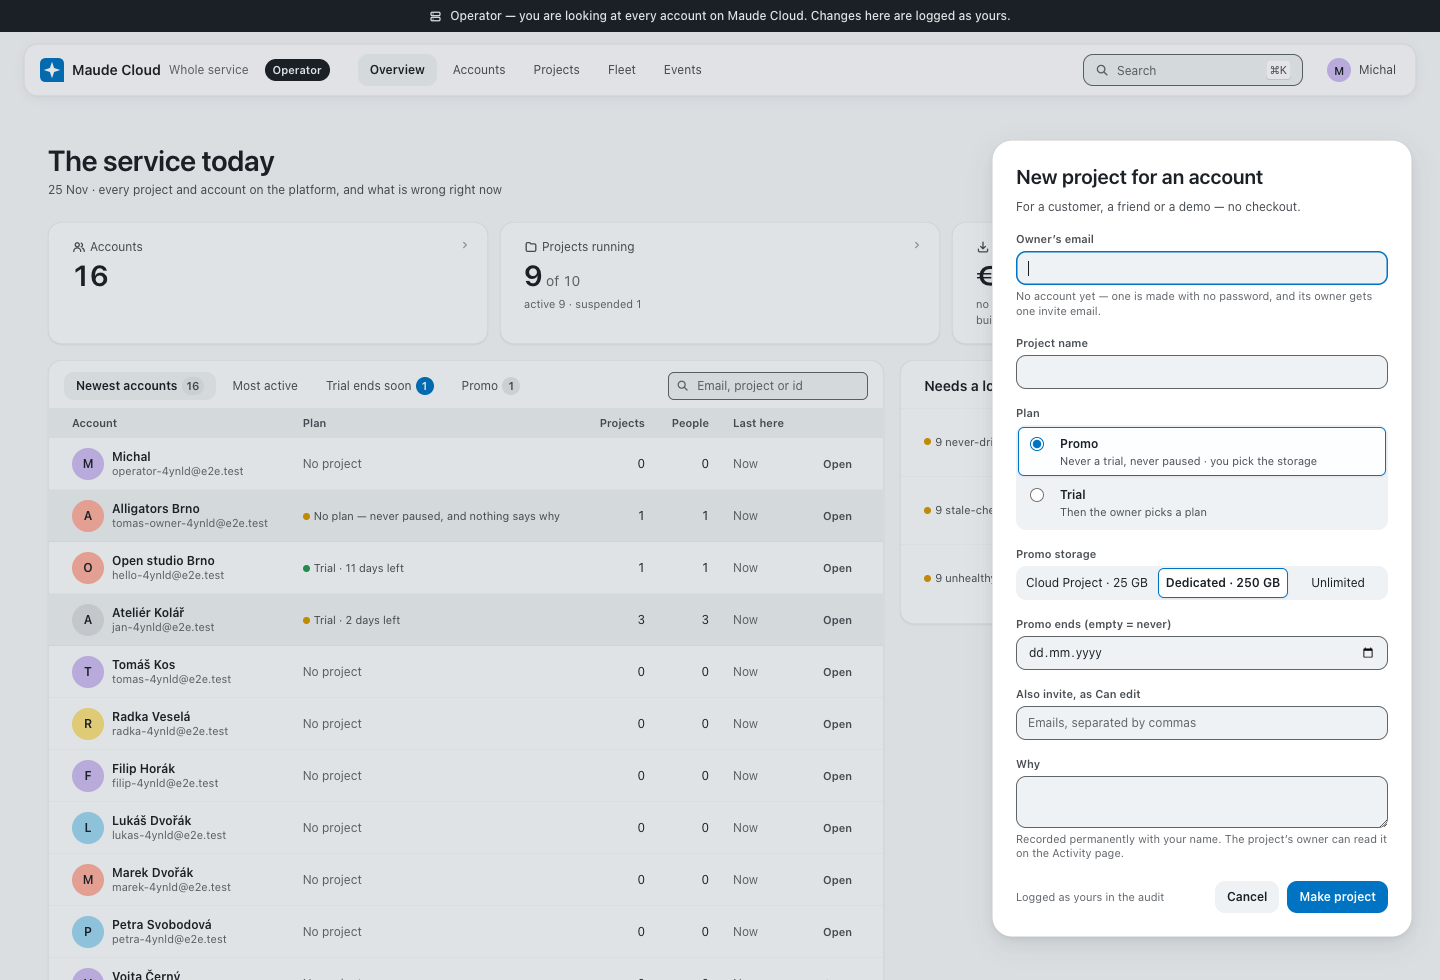 Operator — you are looking at every account on Maude Cloud. Changes here are logged as yours.
Maude Cloud Whole service Operator Overview Accounts Projects Fleet Events Search ⌘K M Michal
The service today
25 Nov · every project and account on the platform, and what is wrong right now
Accounts
16
Projects running
9 of 10
active 9 · suspended 1
€
no
Newest accounts 16 Most active Trial ends soon 1 Promo 1 Email, project or id
Account Plan Projects People Last here
M Michal
operator-4ynld@e2e.test
No project 0 0 Now Open
A Alligators Brno
tomas-owner-4ynld@e2e.test
No plan — never paused, and nothing says why 1 1 Now Open
O Open studio Brno
hello-4ynld@e2e.test
Trial · 11 days left 1 1 Now Open
A Ateliér Kolář
jan-4ynld@e2e.test
Trial · 2 days left 3 3 Now Open
T Tomáš Kos
tomas-4ynld@e2e.test
No project 0 0 Now Open
R Radka Veselá
radka-4ynld@e2e.test
No project 0 0 Now Open
F Filip Horák
filip-4ynld@e2e.test
No project 0 0 Now Open
L Lukáš Dvořák
lukas-4ynld@e2e.test
No project 0 0 Now Open
M Marek Dvořák
marek-4ynld@e2e.test
No project 0 0 Now Open
P Petra Svobodová
petra-4ynld@e2e.test
No project 0 0 Now Open
Vojta Černý
Needs a
9
9
9
New project for an account
For a customer, a friend or a demo — no checkout.
Owner's email
No account yet — one is made with no password, and its owner gets
one invite email.
Project name
Plan
Promo
Never a trial, never paused · you pick the storage
Trial
Then the owner picks a plan
Promo storage
Cloud Project · 25 GB Dedicated · 250 GB Unlimited
Promo ends (empty = never)
dd.mm.yyyy
Also invite, as Can edit
Emails, separated by commas
Why
Recorded permanently with your name. The project's owner can read it
on the Activity page.
Logged as yours in the audit Cancel Make project